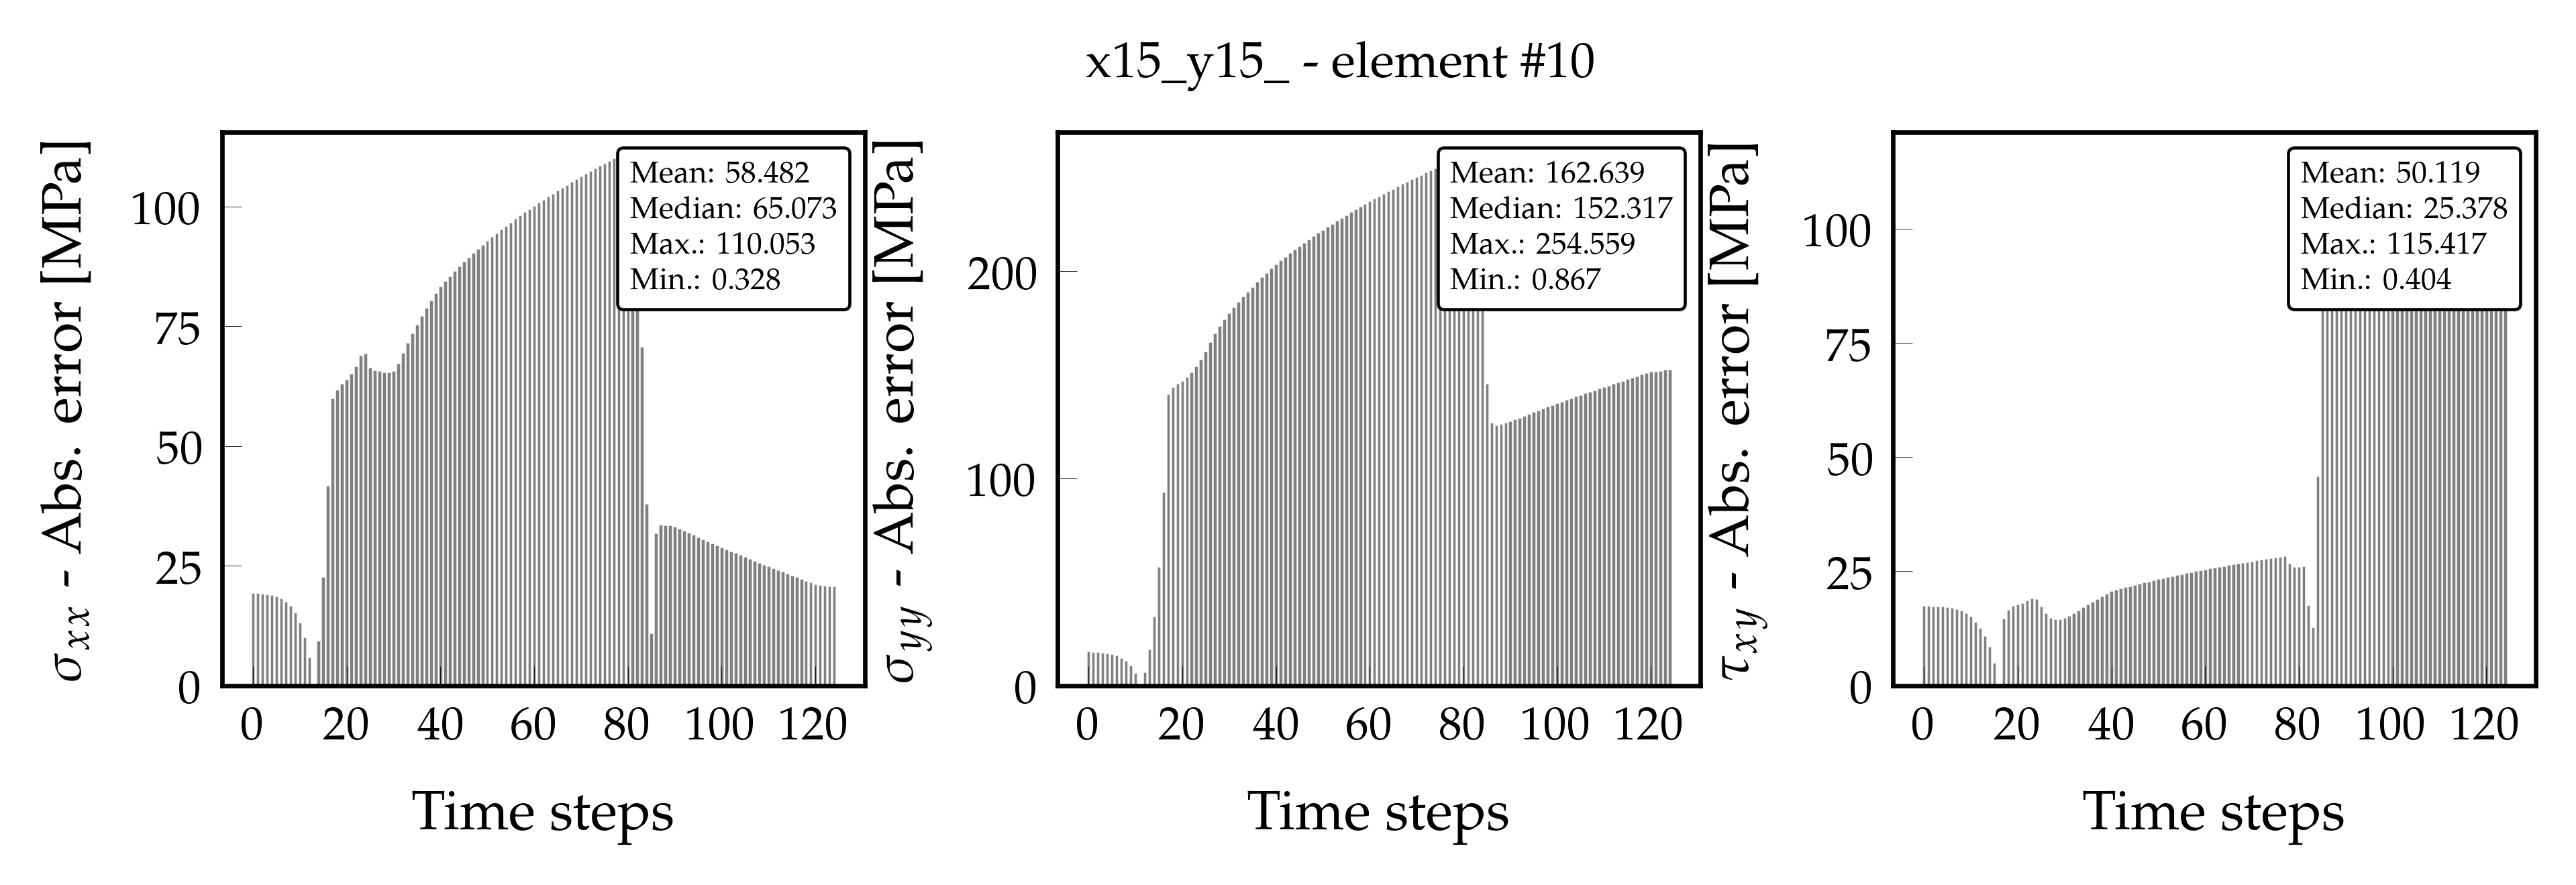 x15_y15_ - element #10
σxx - Abs. error [MPa]
100
75
50
25
0
0 20 40 60 80 100 120
Time steps
Mean: 58.482
Median: 65.073
Max.: 110.053
Min.: 0.328
σyy - Abs. error [MPa]
200
100
0
0 20 40 60 80 100 120
Time steps
Mean: 162.639
Median: 152.317
Max.: 254.559
Min.: 0.867
τxy - Abs. error [MPa]
100
75
50
25
0
0 20 40 60 80 100 120
Time steps
Mean: 50.119
Median: 25.378
Max.: 115.417
Min.: 0.404